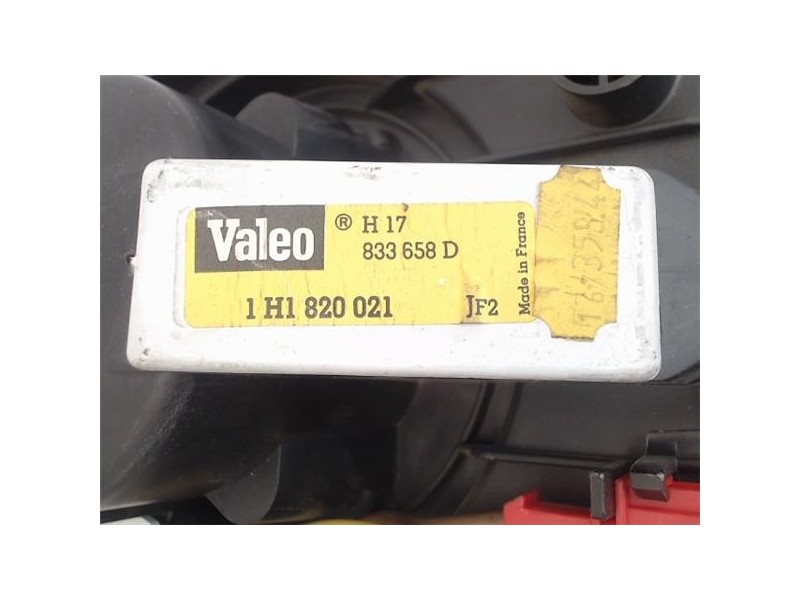 Valeo ® H 17
833 658 D
1 H1 820 021 JF2
Made in France